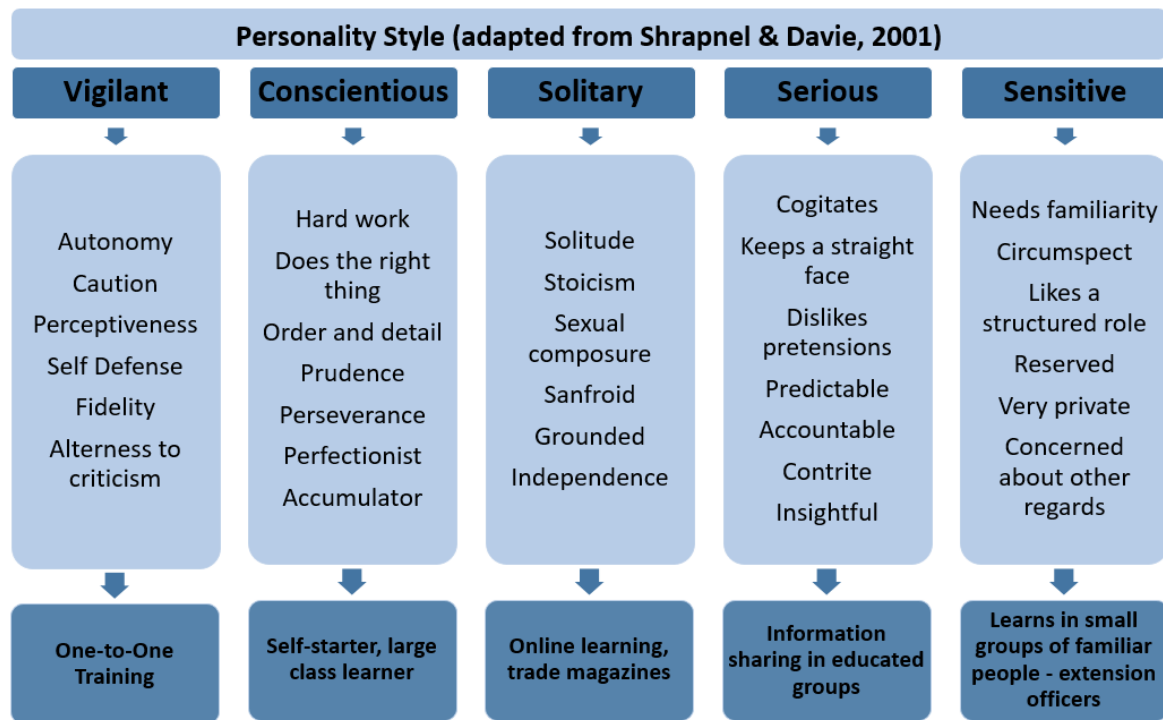 Personality Style (adapted from Shrapnel & Davie, 2001)
Vigilant
Autonomy
Caution
Perceptiveness
Self Defense
Fidelity
Alterness to
criticism
One-to-One
Training
Conscientious
Hard work
Does the right
thing
Order and detail
Prudence
Perseverance
Perfectionist
Accumulator
Self-starter, large
class learner
Solitary
Solitude
Stoicism
Sexual
composure
Sanfroid
Grounded
Independence
Online learning,
trade magazines
Serious
Cogitates
Keeps a straight
face
Dislikes
pretensions
Predictable
Accountable
Contrite
Insightful
Information
sharing in educated
groups
Sensitive
Needs familiarity
Circumspect
Likes a
structured role
Reserved
Very private
Concerned
about other
regards
Learns in small
groups of familiar
people - extension
officers